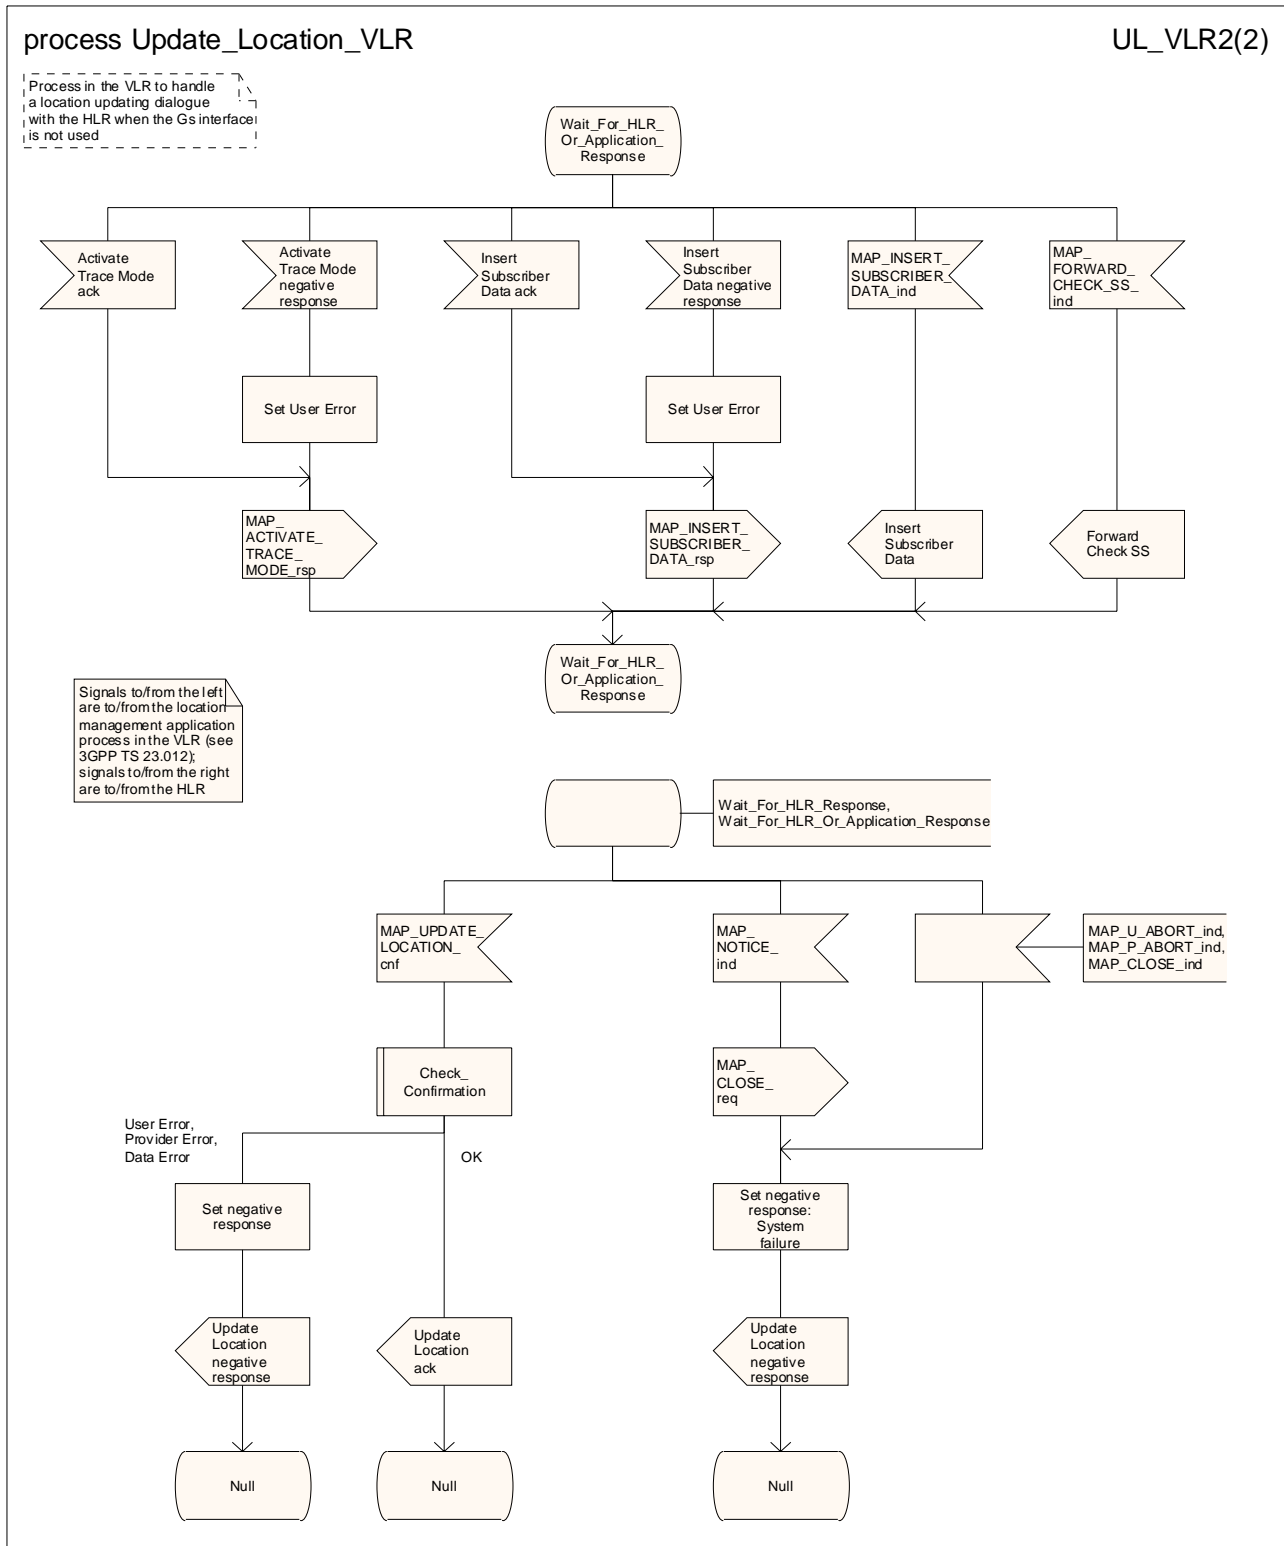 process Update_Location_VLR
UL_VLR2(2)
Process in the VLR to handle
a location updating dialogue
with the HLR when the Gs interface
is not used
Wait_For_HLR_
Or_Application_
Response
Activate
Trace Mode
ack
Activate
Trace Mode
negative
response
Insert
Subscriber
Data ack
Insert
Subscriber
Data negative
response
MAP_INSERT_
SUBSCRIBER_
DATA_ind
MAP_
FORWARD_
CHECK_SS_
ind
Set User Error
Set User Error
MAP_
ACTIVATE_
TRACE_
MODE_rsp
MAP_INSERT_
SUBSCRIBER_
DATA_rsp
Insert
Subscriber
Data
Forward
Check SS
Wait_For_HLR_
Or_Application_
Response
Signals to/from the left
are to/from the location
management application
process in the VLR (see
3GPP TS 23.012);
signals to/from the right
are to/from the HLR
Wait_For_HLR_Response,
Wait_For_HLR_Or_Application_Response
MAP_UPDATE_
LOCATION_
cnf
MAP_
NOTICE_
ind
MAP_U_ABORT_ind,
MAP_P_ABORT_ind,
MAP_CLOSE_ind
Check_
Confirmation
MAP_
CLOSE_
req
User Error,
Provider Error,
Data Error
OK
Set negative
response
Set negative
response:
System
failure
Update
Location
negative
response
Update
Location
ack
Update
Location
negative
response
Null
Null
Null